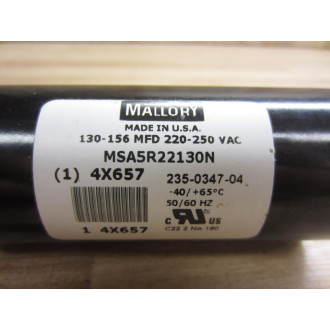 MALLORY
MADE IN U.S.A.
130-156 MFD 220-250 VAC
MSA5R22130N
(1) 4X657 235-0347-04
-40/+65°C
50/60 HZ
C US
C22 2 No 190
1 4X657